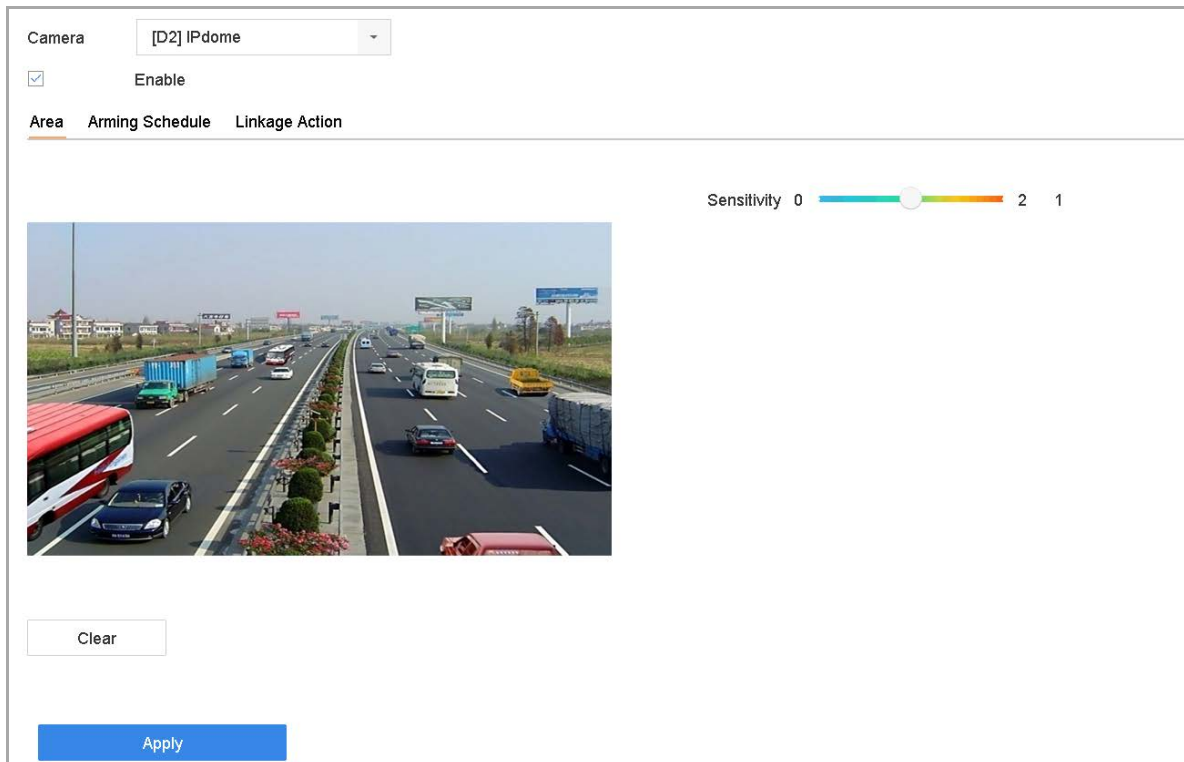 Camera [D2] IPdome
Enable
Area Arming Schedule Linkage Action
Sensitivity 0 2 1
Clear
Apply